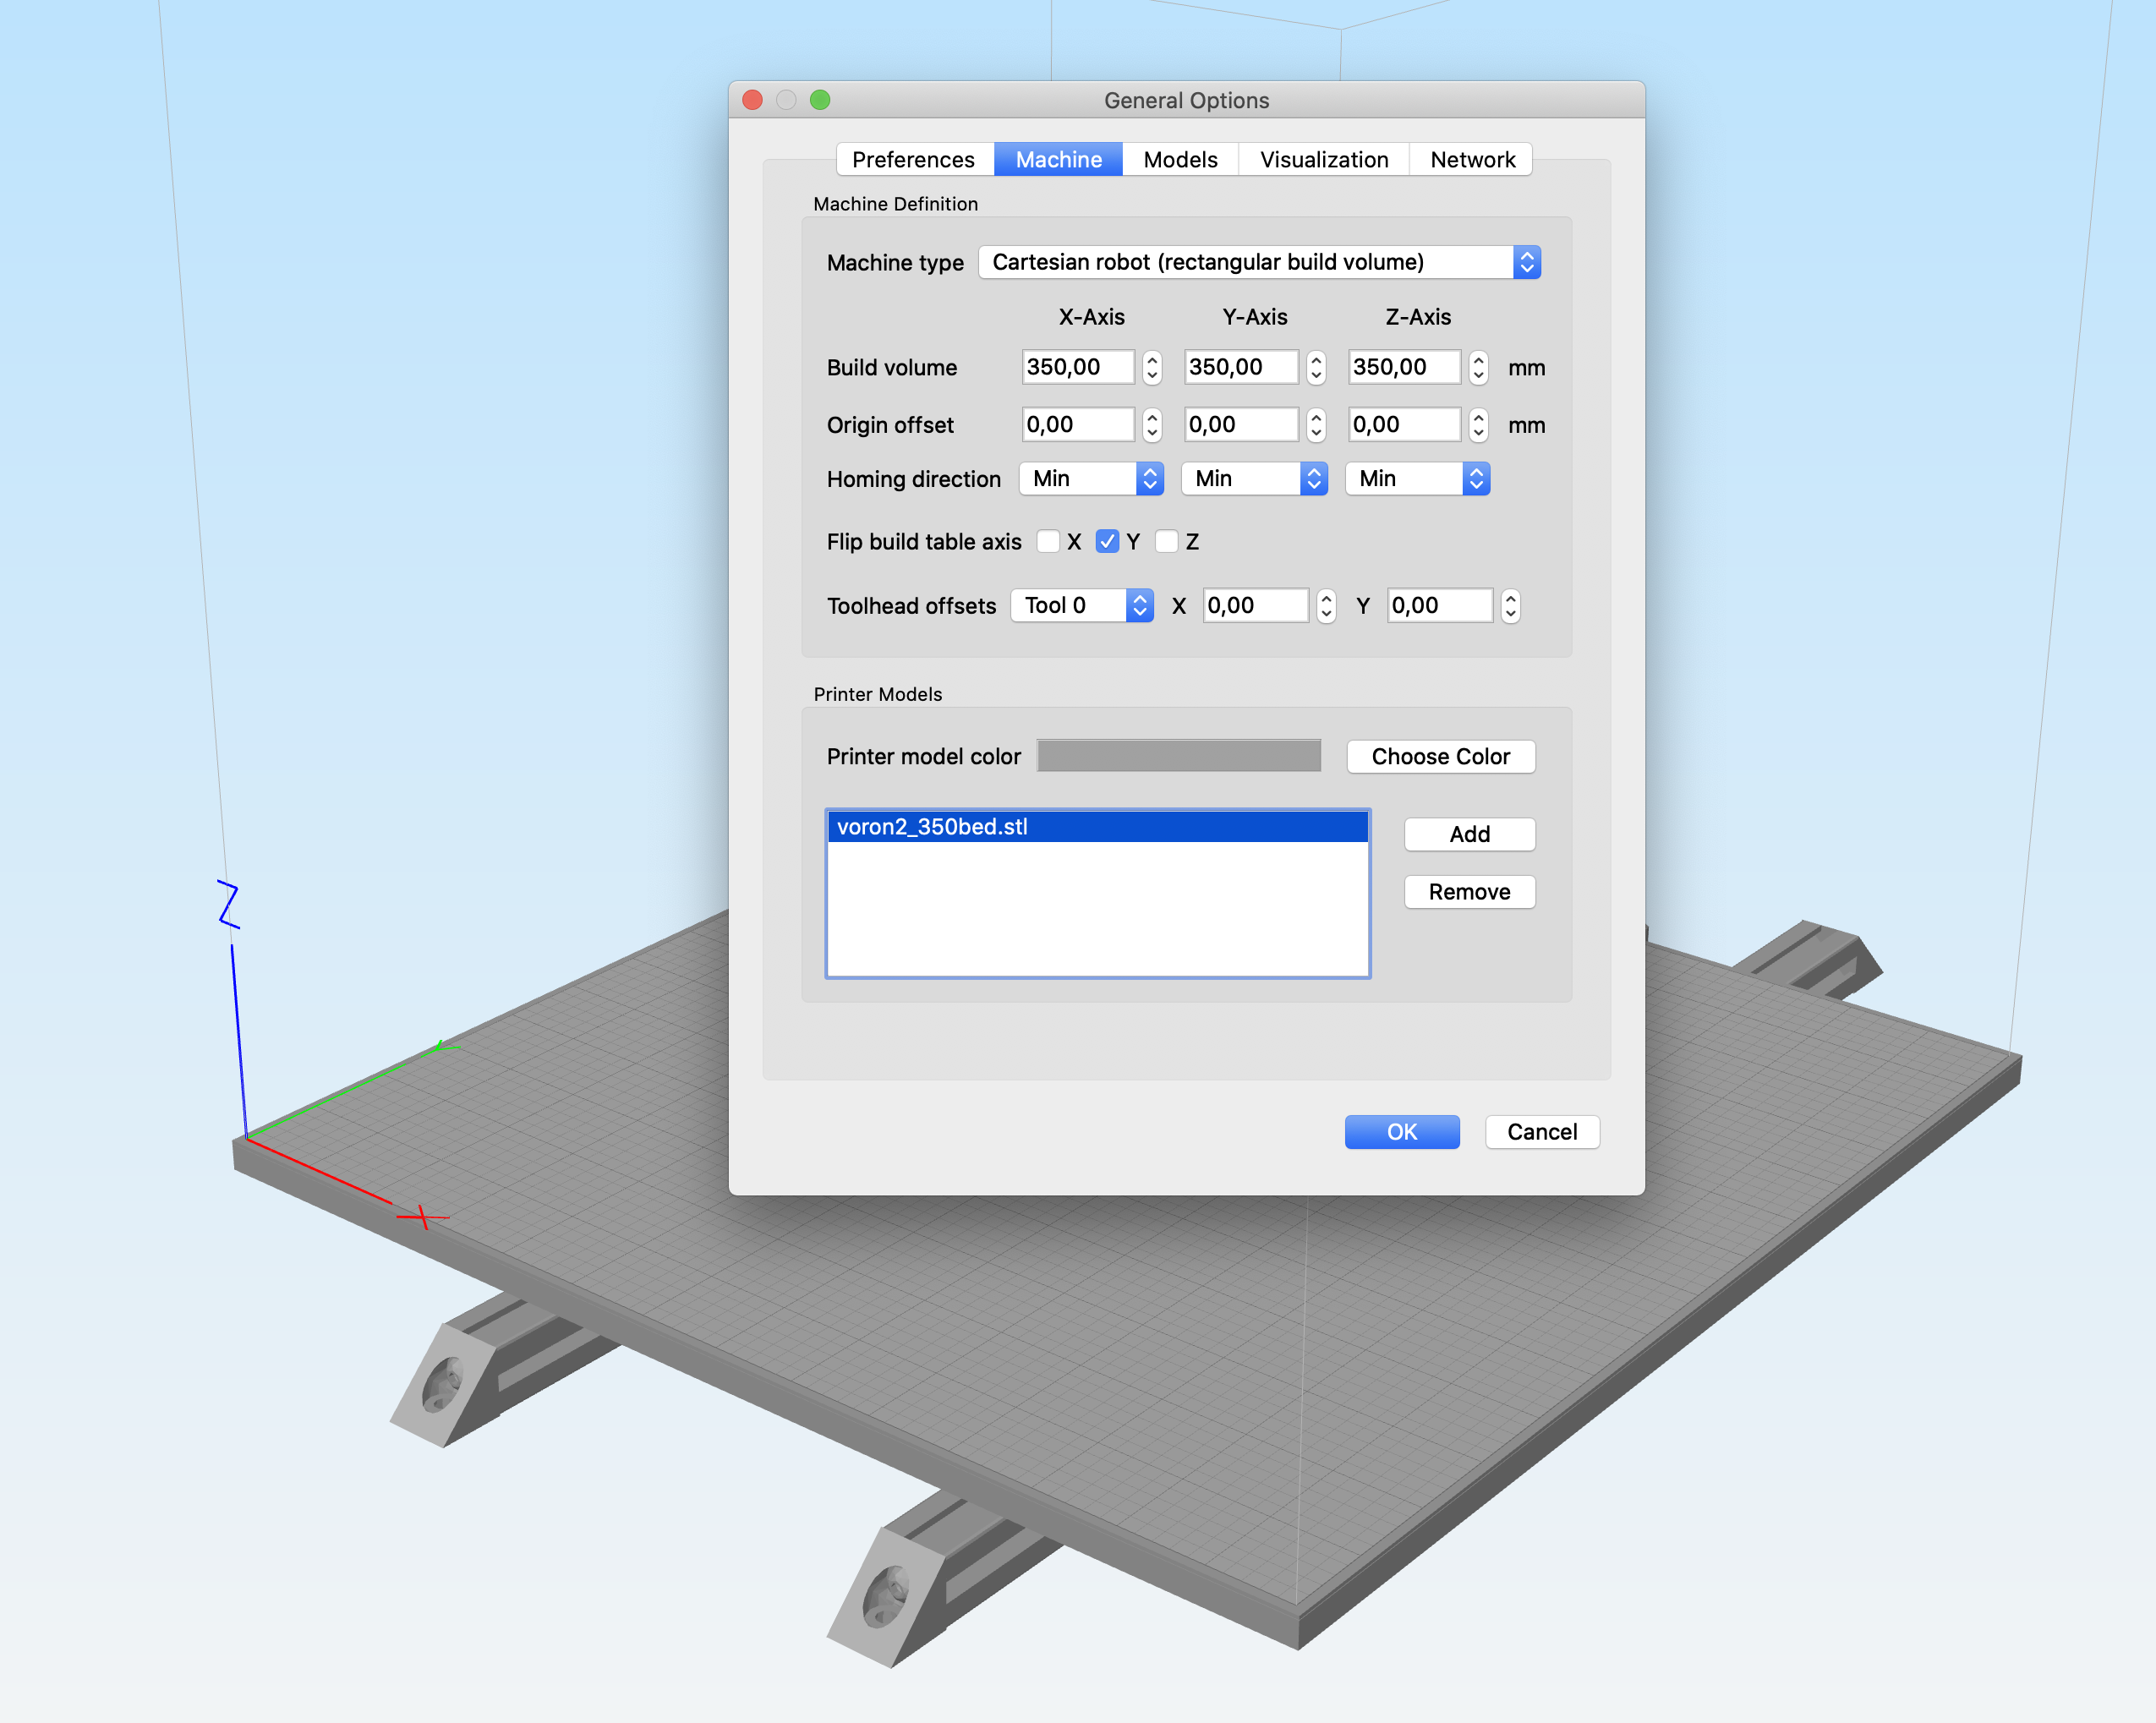 General Options
Preferences Machine Models Visualization Network
Machine Definition
Machine type Cartesian robot (rectangular build volume)
X-Axis Y-Axis Z-Axis
Build volume 350,00 350,00 350,00 mm
Origin offset 0,00 0,00 0,00 mm
Homing direction Min Min Min
Flip build table axis X Y Z
Toolhead offsets Tool 0 X 0,00 Y 0,00
Printer Models
Printer model color Choose Color
voron2_350bed.stl
Add
Remove
OK Cancel
Z
Y
X